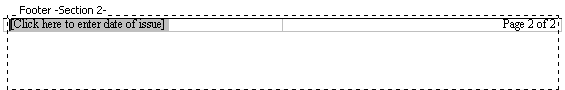 Footer -Section 2-
[Click here to enter date of issue] Page 2 of 2